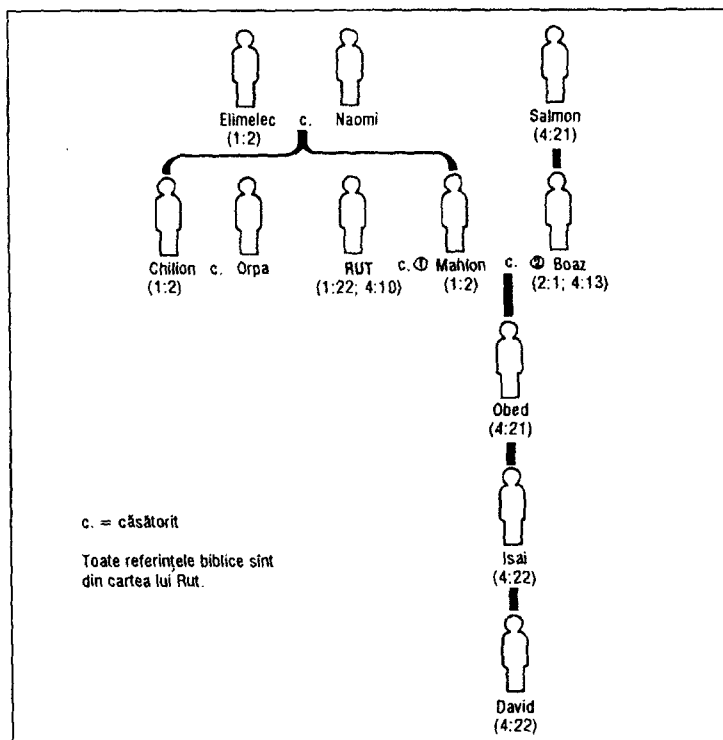 Elimelec c. Naomi Salmon
(1:2) (4:21)
Chilion c. Orpa RUT c. ① Mahlon c. ② Boaz
(1:2) (1:22; 4:10) (1:2) (2:1; 4:13)
Obed
(4:21)
c. = căsătorit
Toate referințele biblice sînt
din cartea lui Rut.
Isai
(4:22)
David
(4:22)